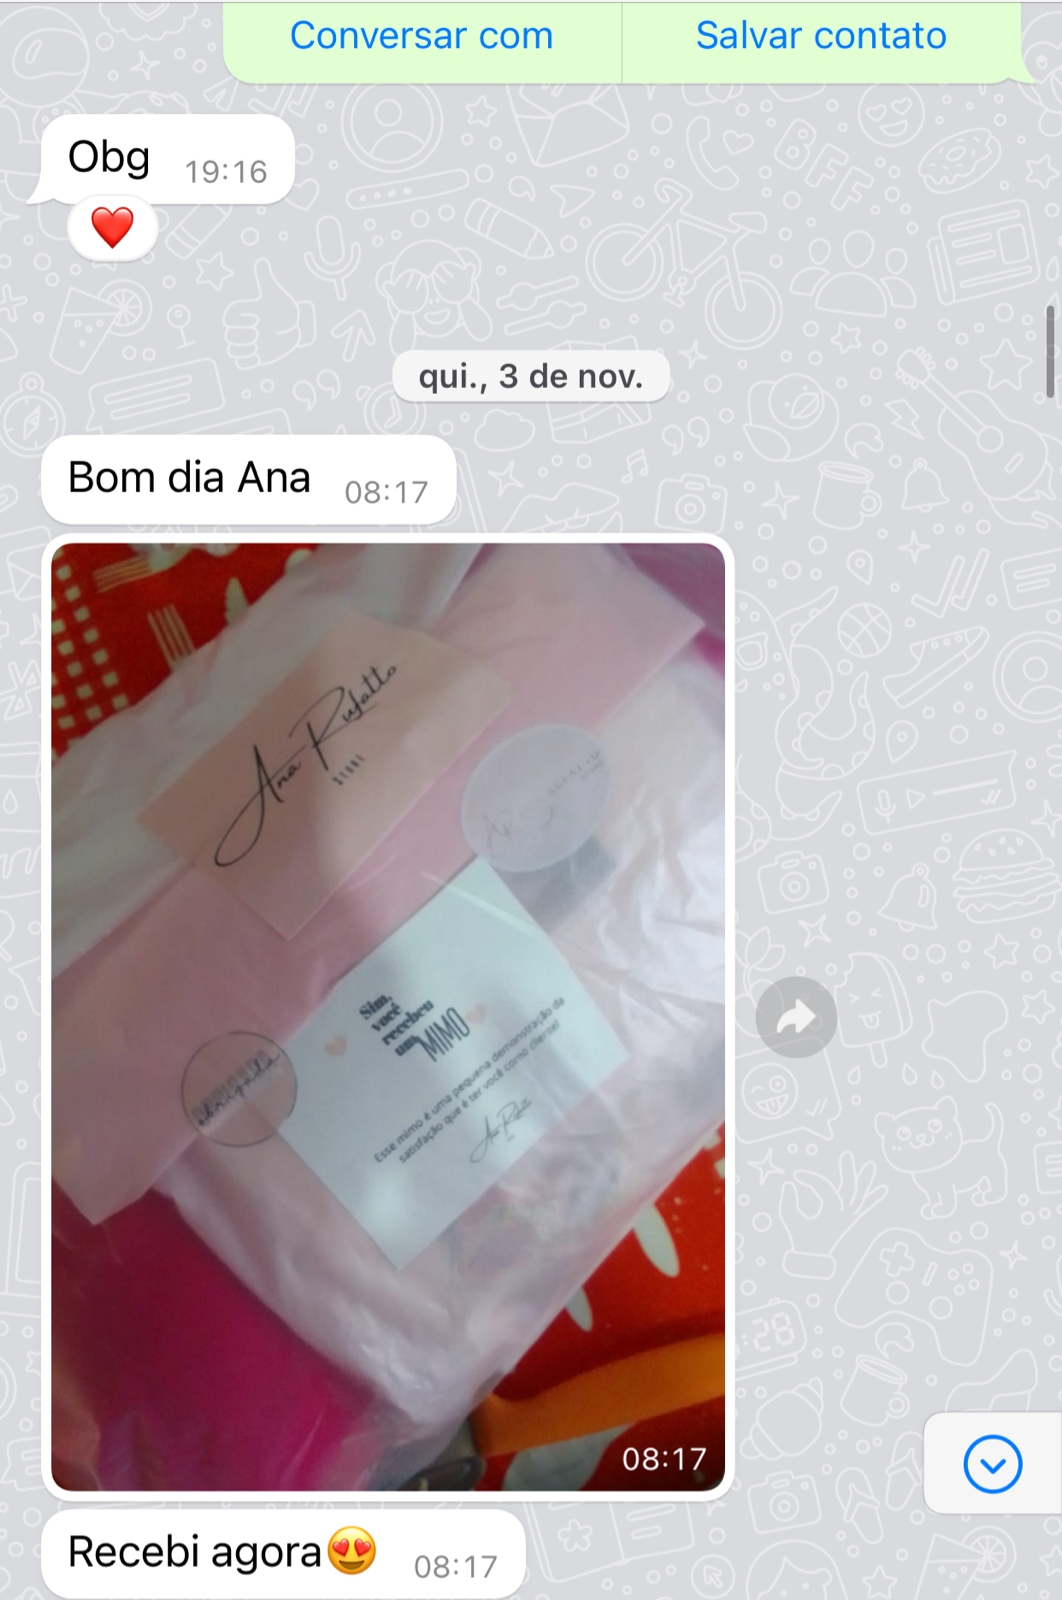 Conversar com
Salvar contato
Obg 19:16
❤️
qui., 3 de nov.
Bom dia Ana 08:17
Ana Rufatto
Sim,
você
recebeu
um MIMO
Esse mimo é uma pequena demonstração da
satisfação que é ter você como cliente!
Ana Rufatto
08:17
Recebi agora😍 08:17